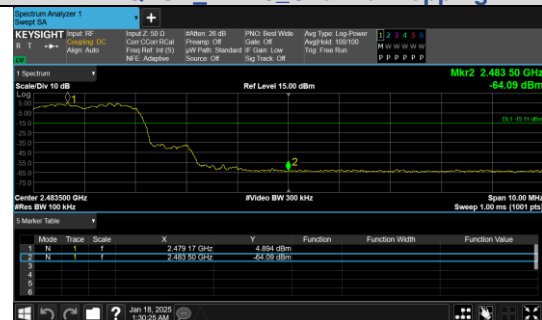 Spectrum Analyzer 1
Swept SA
+
KEYSIGHT Input: RF Input Z: 50 Ω #Atten: 26 dB PNO: Best Wide Avg Type: Log-Power 1 2 3 4 5 6
R T Coupling: DC Corr CCorr RCal Preamp: Off Gate: Off Avg|Hold: 100/100 M W W W W W
Align: Auto Freq Ref: Int (S) µW Path: Standard IF Gain: Low Trig: Free Run P P P P P P
NFE: Adaptive Source: Off Sig Track: Off
1 Spectrum
Mkr2 2.483 50 GHz
Scale/Div 10 dB Ref Level 15.00 dBm -64.09 dBm
Log
1
5.00
-5.00
-15.0
DL1 -15.11 dBm
-25.0
-35.0
-45.0
-55.0
2
-65.0
-75.0
Center 2.483500 GHz #Video BW 300 kHz Span 10.00 MHz
#Res BW 100 kHz Sweep 1.00 ms (1001 pts)
5 Marker Table
Mode Trace Scale X Y Function Function Width Function Value
1 N 1 f 2.479 17 GHz 4.894 dBm
2 N 1 f 2.483 50 GHz -64.09 dBm
3
4
5
6
? Jan 18, 2025
1:30:25 AM